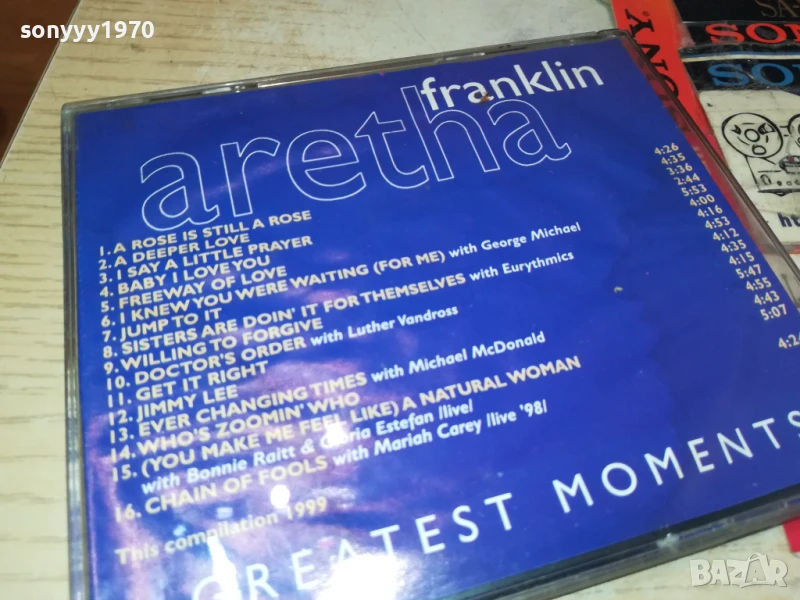 sonyyy1970
franklin
aretha
1. A ROSE IS STILL A ROSE 4:26
2. A DEEPER LOVE 4:35
3. I SAY A LITTLE PRAYER 3:36
4. BABY I LOVE YOU 2:44
5. FREEWAY OF LOVE 5:53
6. I KNEW YOU WERE WAITING (FOR ME) with George Michael 4:00
7. JUMP TO IT 4:16
8. SISTERS ARE DOIN' IT FOR THEMSELVES with Eurythmics 4:53
9. WILLING TO FORGIVE 4:12
10. DOCTOR'S ORDER with Luther Vandross 4:35
11. GET IT RIGHT 4:15
12. JIMMY LEE 5:47
13. EVER CHANGING TIMES with Michael McDonald 4:55
14. WHO'S ZOOMIN' WHO 4:43
15. (YOU MAKE ME FEEL LIKE) A NATURAL WOMAN 5:07
with Bonnie Raitt & Gloria Estefan /live/
16. CHAIN OF FOOLS with Mariah Carey /live '98/
This compilation 1999
GREATEST MOMENTS
SA-
SON
SON
ONY
BAZAR